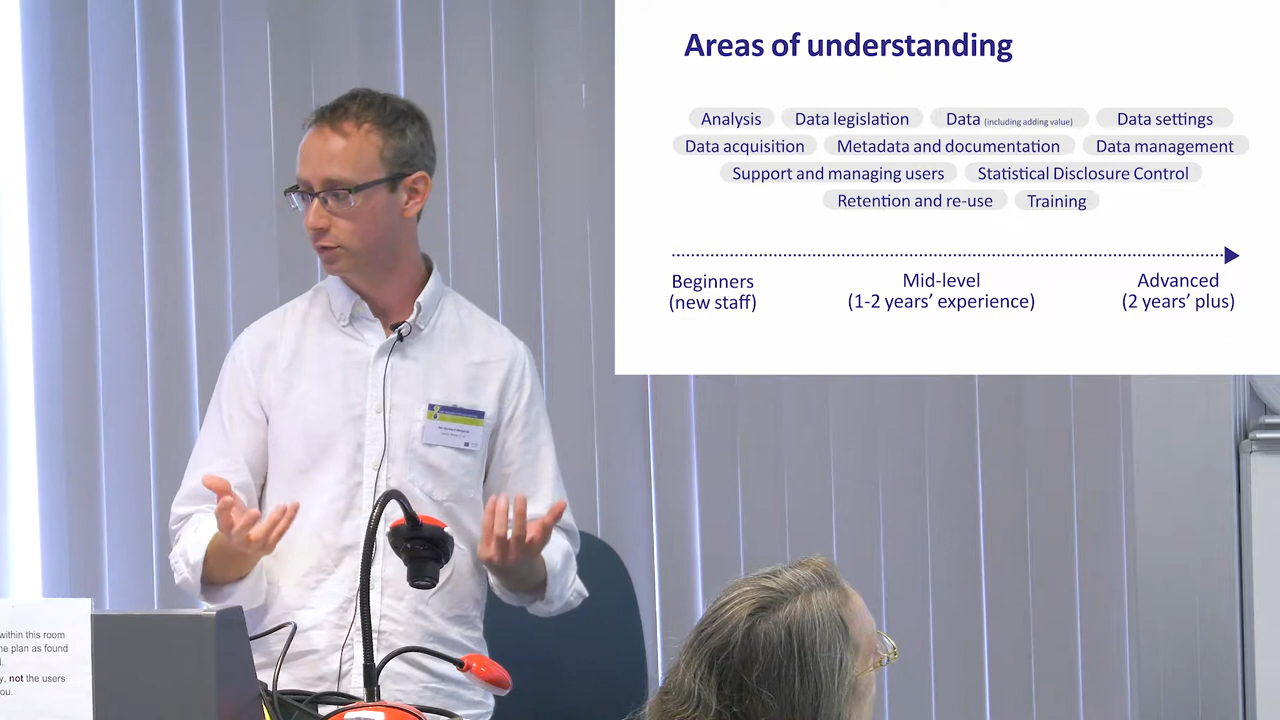 Areas of understanding
Analysis Data legislation Data (including adding value) Data settings
Data acquisition Metadata and documentation Data management
Support and managing users Statistical Disclosure Control
Retention and re-use Training
Beginners Mid-level Advanced
(new staff) (1-2 years’ experience) (2 years’ plus)
within this room
plan as found
not the users